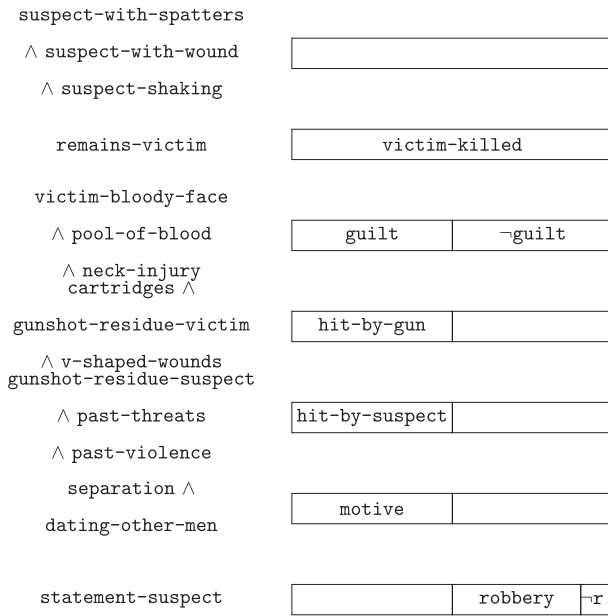 suspect-with-spatters
∧ suspect-with-wound
∧ suspect-shaking
remains-victim
victim-killed
victim-bloody-face
∧ pool-of-blood
guilt
¬guilt
∧ neck-injury
cartridges ∧
gunshot-residue-victim
hit-by-gun
∧ v-shaped-wounds
gunshot-residue-suspect
∧ past-threats
hit-by-suspect
∧ past-violence
separation ∧
motive
dating-other-men
statement-suspect
robbery
¬r